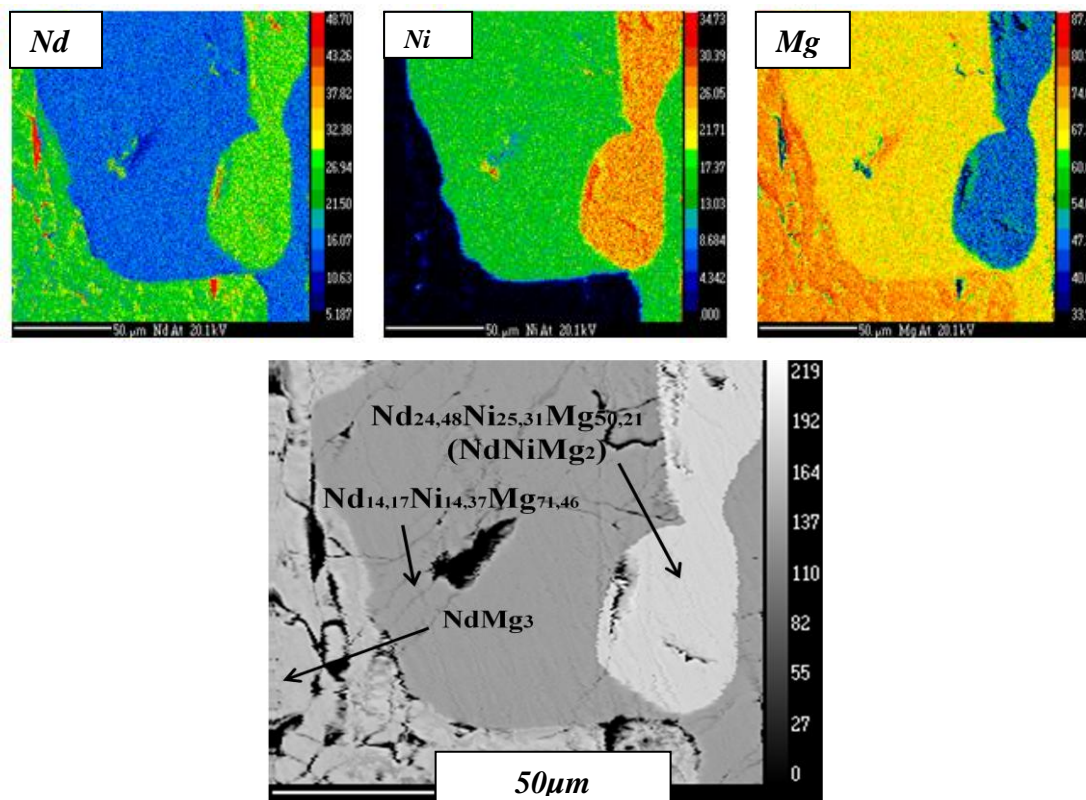 Nd
48.70
43.26
37.82
32.38
26.94
21.50
16.07
10.63
5.187
50. µm Nd At 20.1kV
Ni
34.73
30.39
26.05
21.71
17.37
13.03
8.684
4.342
.000
50. µm Ni At 20.1kV
Mg
50. µm Mg At 20.1kV
219
192
164
137
110
82
55
27
0
Nd24,48Ni25,31Mg50,21
(NdNiMg2)
Nd14,17Ni14,37Mg71,46
NdMg3
50µm